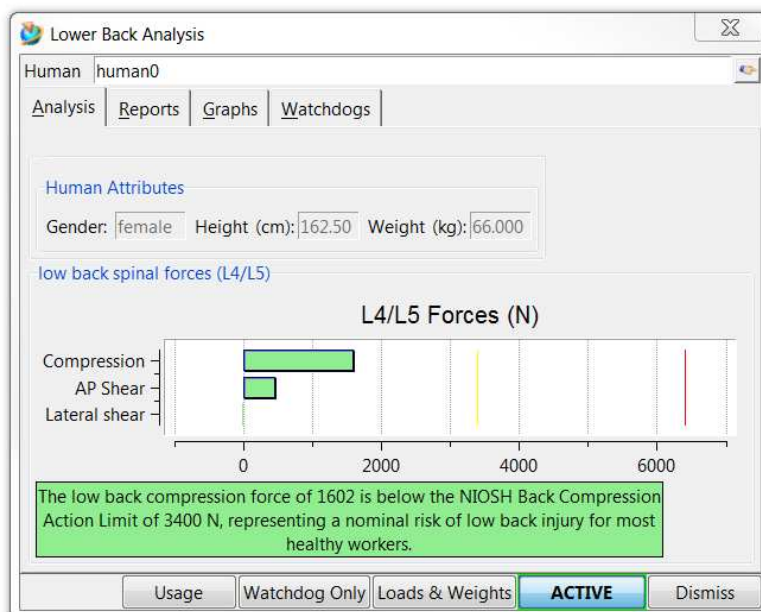 Lower Back Analysis
Human human0
Analysis Reports Graphs Watchdogs
Human Attributes
Gender: female Height (cm): 162.50 Weight (kg): 66.000
low back spinal forces (L4/L5)
L4/L5 Forces (N)
Compression
AP Shear
Lateral shear
0 2000 4000 6000
The low back compression force of 1602 is below the NIOSH Back Compression
Action Limit of 3400 N, representing a nominal risk of low back injury for most
healthy workers.
Usage Watchdog Only Loads & Weights ACTIVE Dismiss